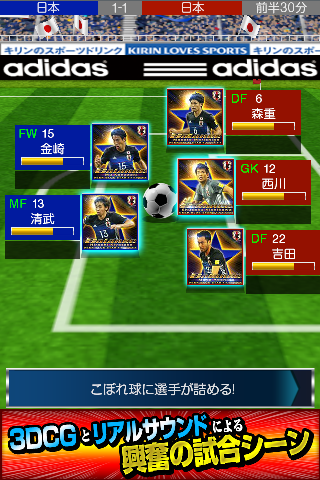 日本 1-1 日本 前半30分
キリンのスポーツドリンク KIRIN LOVES SPORTS キリンのスポーツ
adidas adidas
DF 6
森重
FW 15
金崎
GK 12
西川
MF 13
清武
DF 22
吉田
こぼれ球に選手が詰める!
3DCGとリアルサウンドによる
興奮の試合シーン